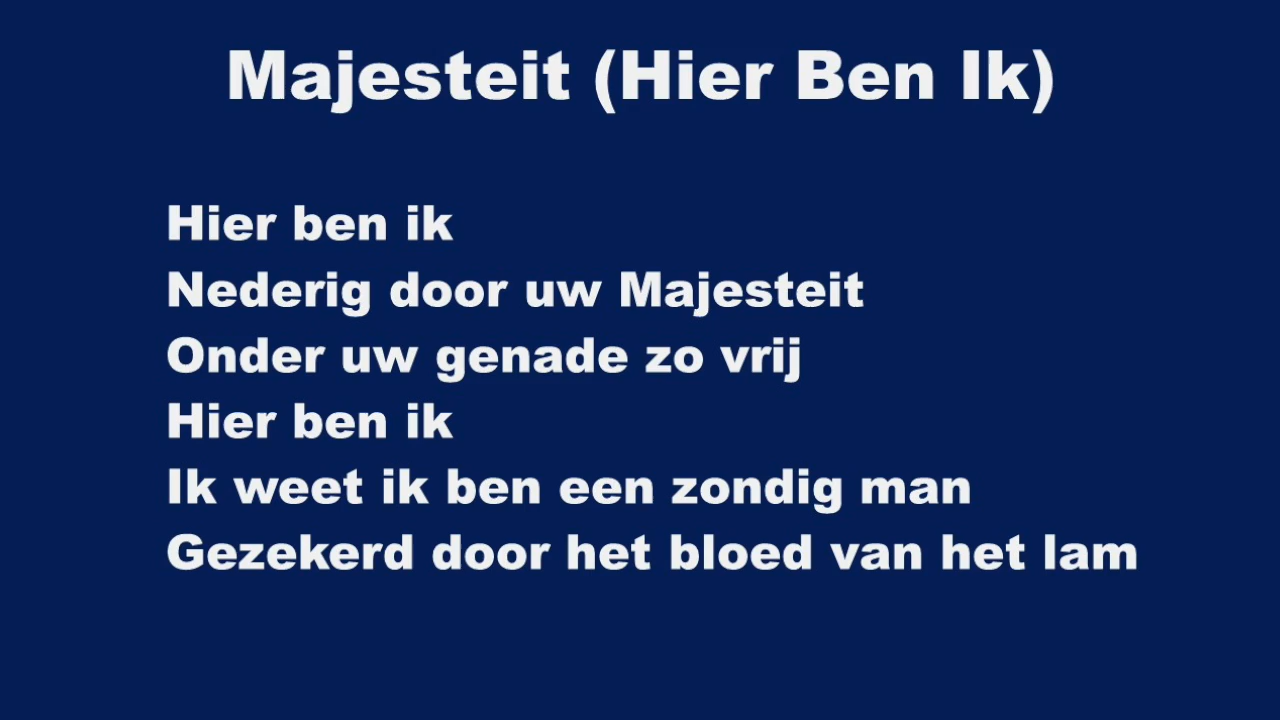 Majesteit (Hier Ben Ik)
Hier ben ik
Nederig door uw Majesteit
Onder uw genade zo vrij
Hier ben ik
Ik weet ik ben een zondig man
Gezekerd door het bloed van het lam